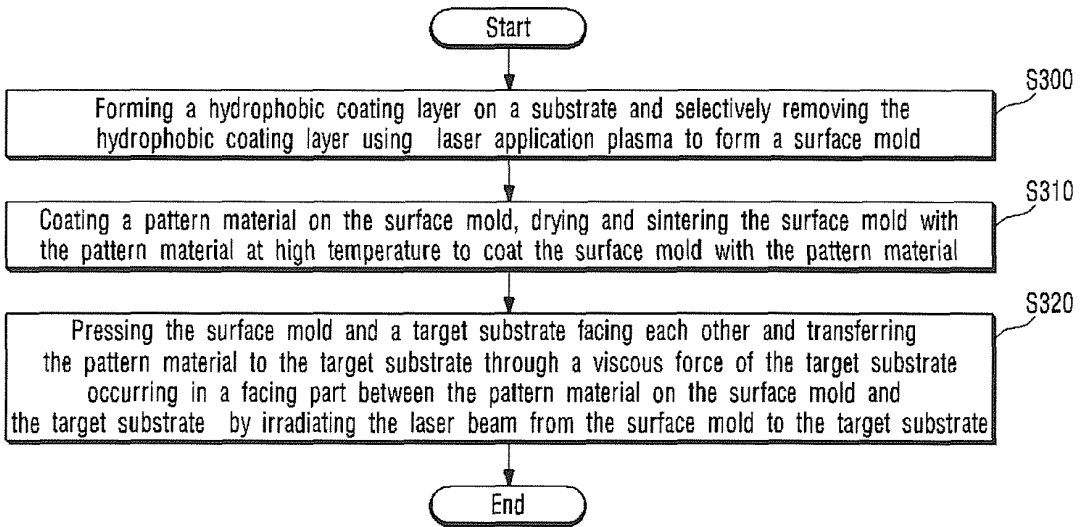 Start
S300
Forming a hydrophobic coating layer on a substrate and selectively removing the
hydrophobic coating layer using laser application plasma to form a surface mold
S310
Coating a pattern material on the surface mold, drying and sintering the surface mold with
the pattern material at high temperature to coat the surface mold with the pattern material
S320
Pressing the surface mold and a target substrate facing each other and transferring
the pattern material to the target substrate through a viscous force of the target substrate
occurring in a facing part between the pattern material on the surface mold and
the target substrate by irradiating the laser beam from the surface mold to the target substrate
End